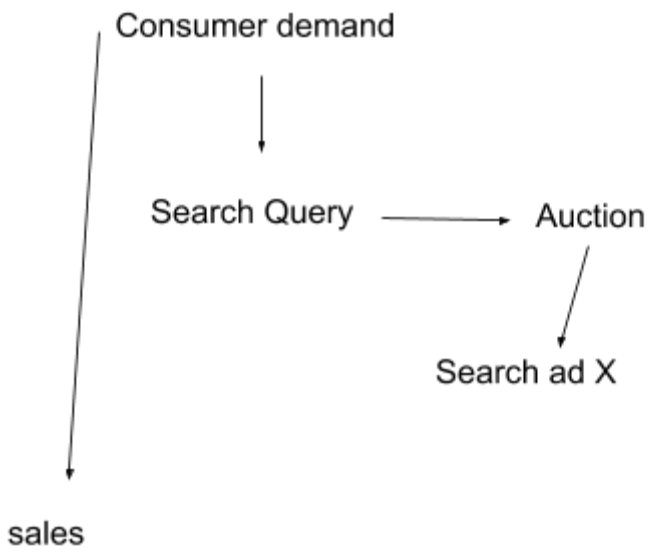 Consumer demand
Search Query
Auction
Search ad X
sales